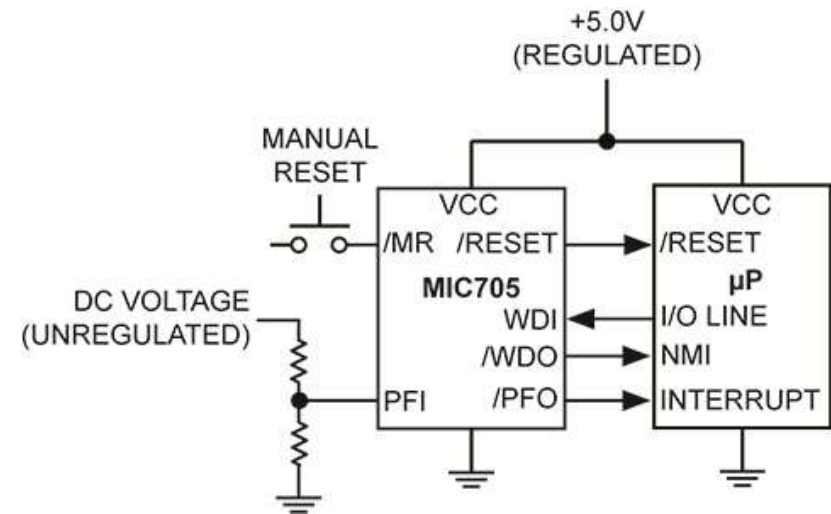 +5.0V
(REGULATED)
MANUAL
RESET
VCC
VCC
/MR
/RESET
/RESET
MIC705
µP
DC VOLTAGE
(UNREGULATED)
WDI
I/O LINE
/WDO
NMI
PFI
/PFO
INTERRUPT